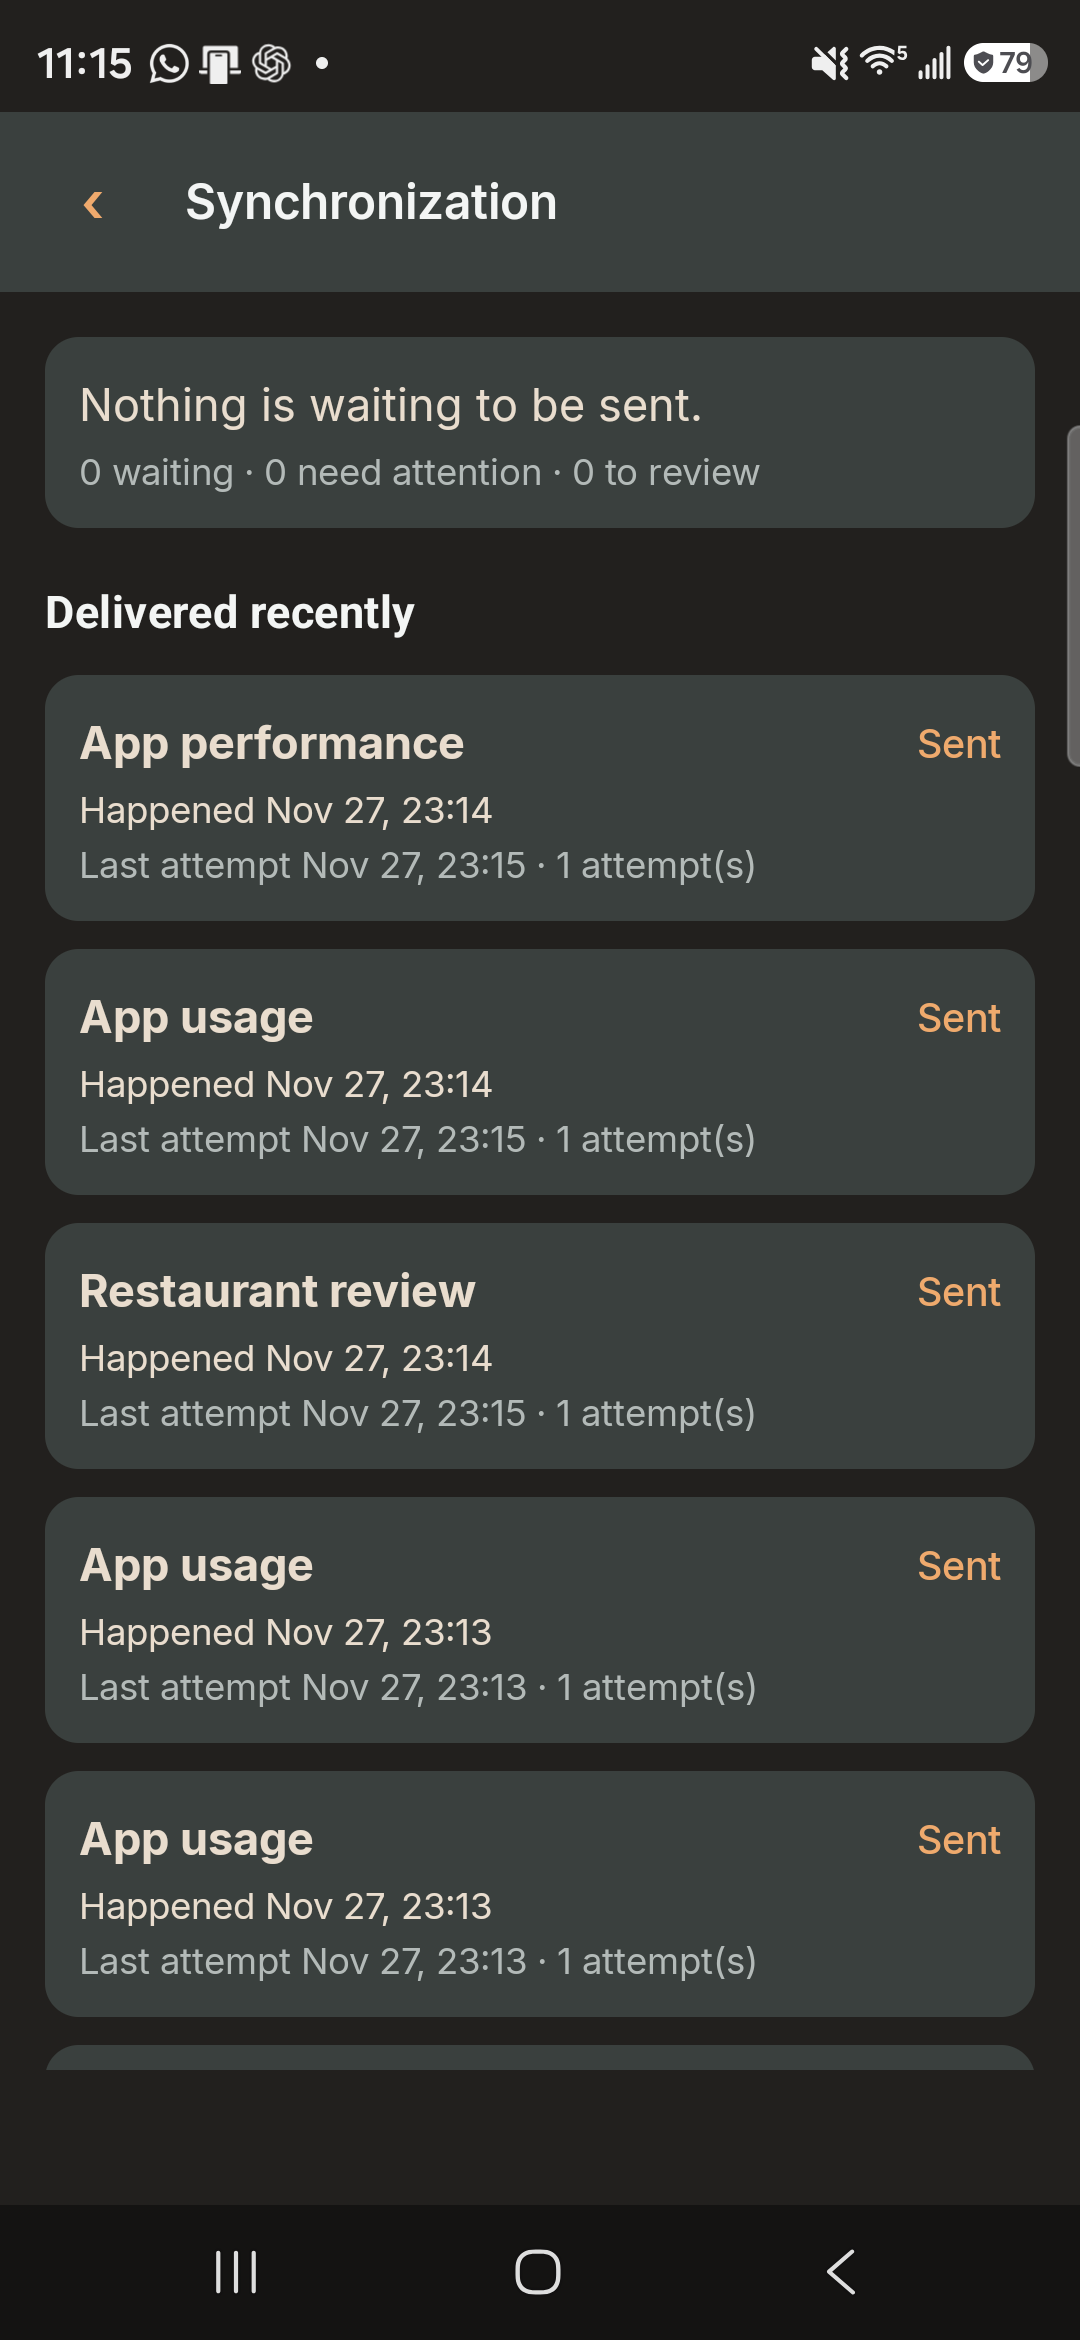 11:15
5
79
‹ Synchronization
Nothing is waiting to be sent.
0 waiting · 0 need attention · 0 to review
Delivered recently
App performance Sent
Happened Nov 27, 23:14
Last attempt Nov 27, 23:15 · 1 attempt(s)
App usage Sent
Happened Nov 27, 23:14
Last attempt Nov 27, 23:15 · 1 attempt(s)
Restaurant review Sent
Happened Nov 27, 23:14
Last attempt Nov 27, 23:15 · 1 attempt(s)
App usage Sent
Happened Nov 27, 23:13
Last attempt Nov 27, 23:13 · 1 attempt(s)
App usage Sent
Happened Nov 27, 23:13
Last attempt Nov 27, 23:13 · 1 attempt(s)